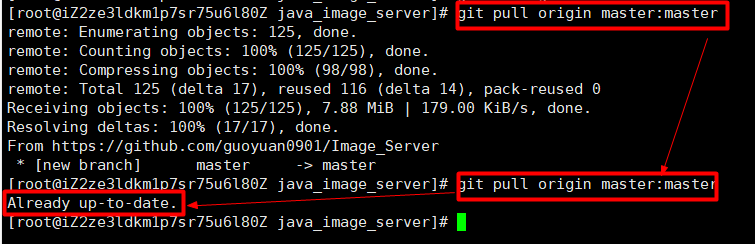 [root@iZ2ze3ldkm1p7sr75u6l80Z java_image_server]# git pull origin master:master
remote: Enumerating objects: 125, done.
remote: Counting objects: 100% (125/125), done.
remote: Compressing objects: 100% (98/98), done.
remote: Total 125 (delta 17), reused 116 (delta 14), pack-reused 0
Receiving objects: 100% (125/125), 7.88 MiB | 179.00 KiB/s, done.
Resolving deltas: 100% (17/17), done.
From https://github.com/guoyuan0901/Image_Server
 * [new branch]      master     -> master
[root@iZ2ze3ldkm1p7sr75u6l80Z java_image_server]# git pull origin master:master
Already up-to-date.
[root@iZ2ze3ldkm1p7sr75u6l80Z java_image_server]#